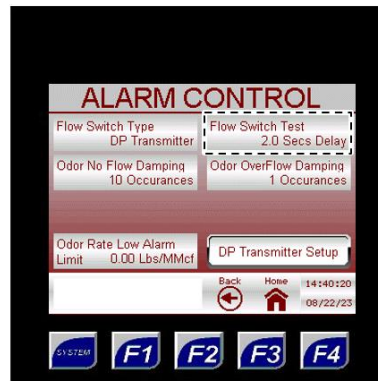 ALARM CONTROL
Flow Switch Type
DP Transmitter
Flow Switch Test
2.0 Secs Delay
Odor No Flow Damping
10 Occurances
Odor OverFlow Damping
1 Occurances
Odor Rate Low Alarm
Limit 0.00 Lbs/MMcf
DP Transmitter Setup
Back
Home
14:40:20
08/22/23
SYSTEM
F1
F2
F3
F4